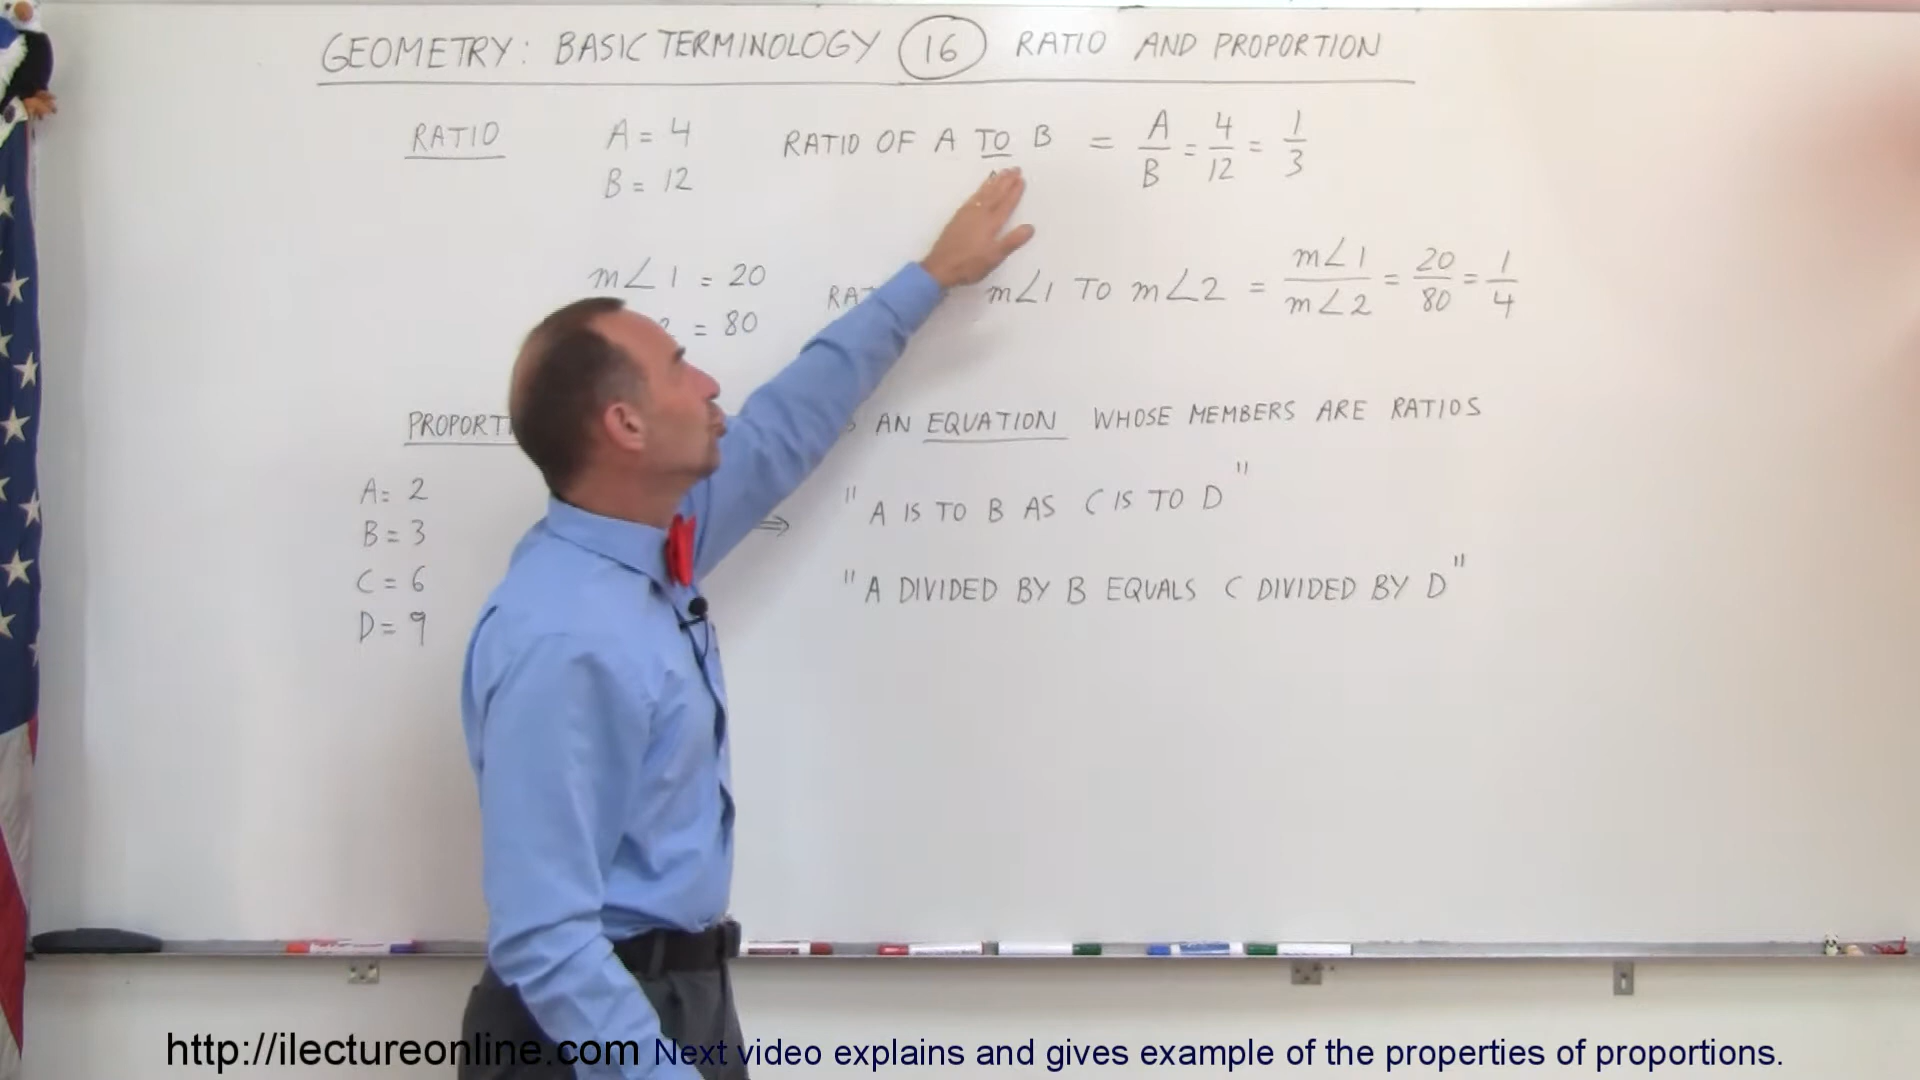 GEOMETRY: BASIC TERMINOLOGY 16 RATIO AND PROPORTION
RATIO
A = 4
B = 12
RATIO OF A TO B = A/B = 4/12 = 1/3
m∠1 = 20
= 80
m∠1 TO m∠2 = m∠1/m∠2 = 20/80 = 1/4
AN EQUATION WHOSE MEMBERS ARE RATIOS
A = 2
B = 3
C = 6
D = 9
⇒
"A IS TO B AS C IS TO D"
"A DIVIDED BY B EQUALS C DIVIDED BY D"
http://ilectureonline.com Next video explains and gives example of the properties of proportions.